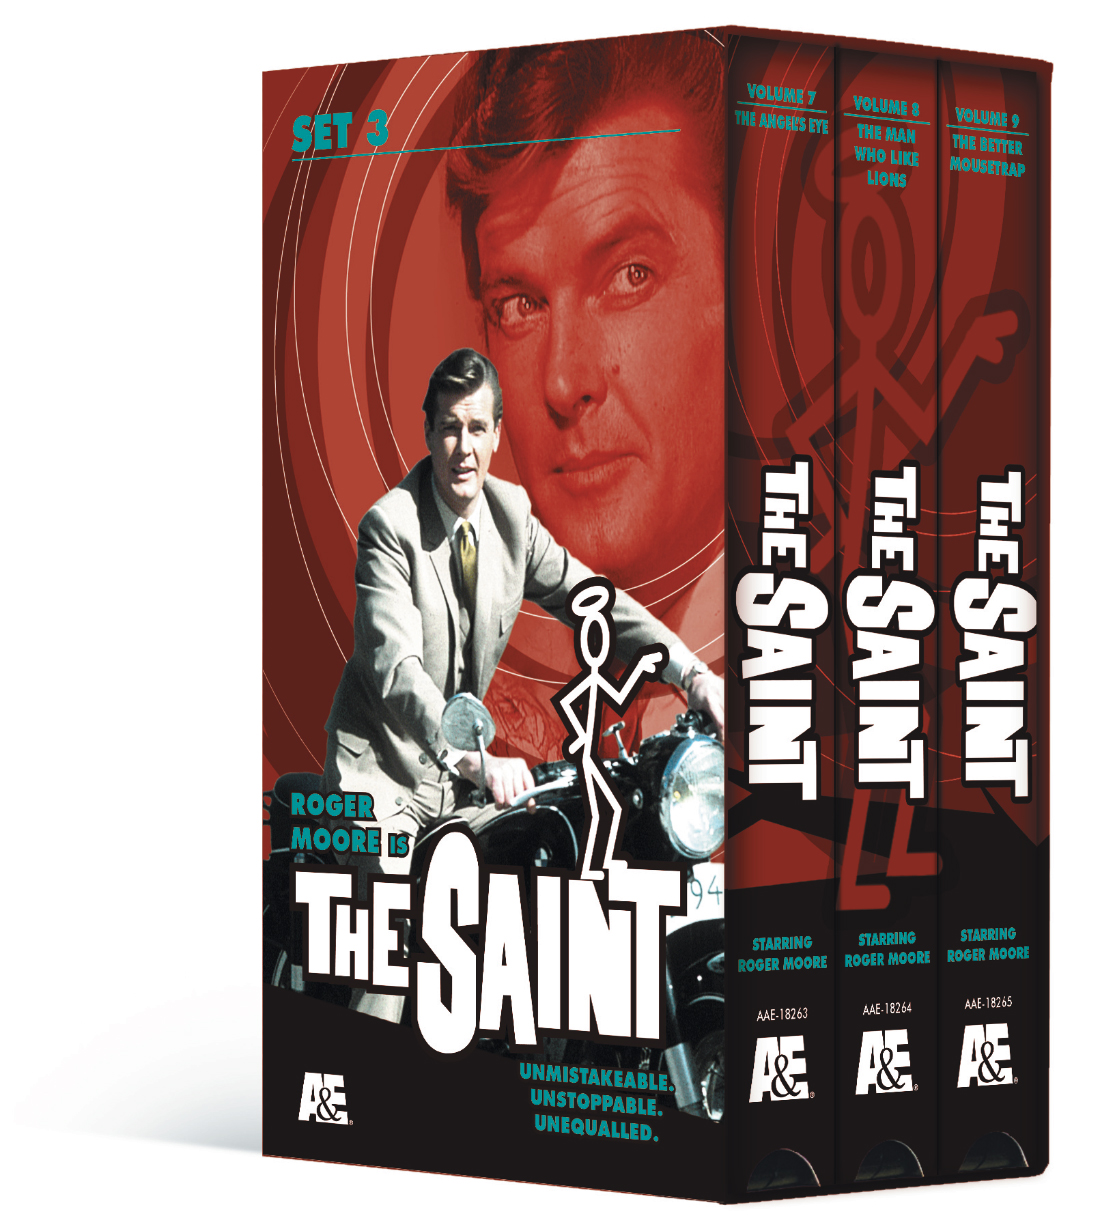 SET 3
ROGER
MOORE IS
THE SAINT
94
A&E
UNMISTAKEABLE.
UNSTOPPABLE.
UNEQUALLED.
VOLUME 7
THE ANGEL'S EYE
THE SAINT
STARRING
ROGER MOORE
AAE-18263
A&E
VOLUME 8
THE MAN
WHO LIKE
LIONS
THE SAINT
STARRING
ROGER MOORE
AAE-18264
A&E
VOLUME 9
THE BETTER
MOUSETRAP
THE SAINT
STARRING
ROGER MOORE
AAE-18265
A&E